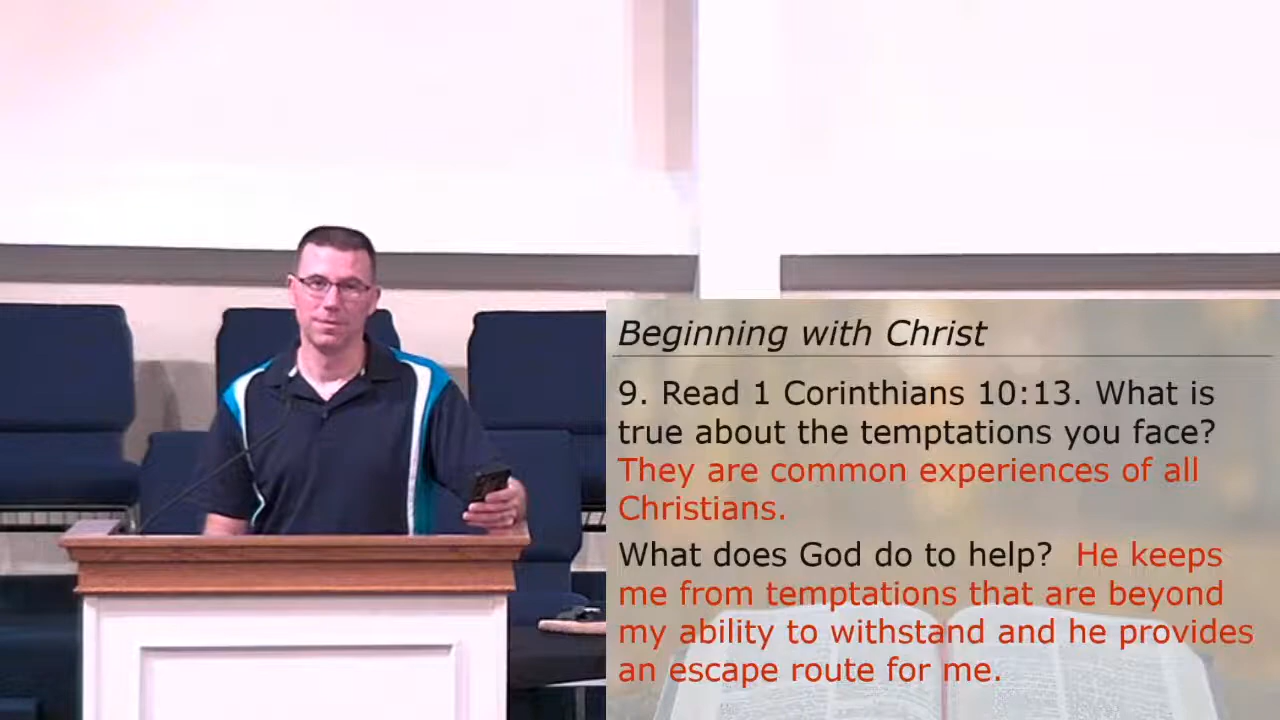 Beginning with Christ
9. Read 1 Corinthians 10:13. What is
true about the temptations you face?
They are common experiences of all
Christians.
What does God do to help? He keeps
me from temptations that are beyond
my ability to withstand and he provides
an escape route for me.